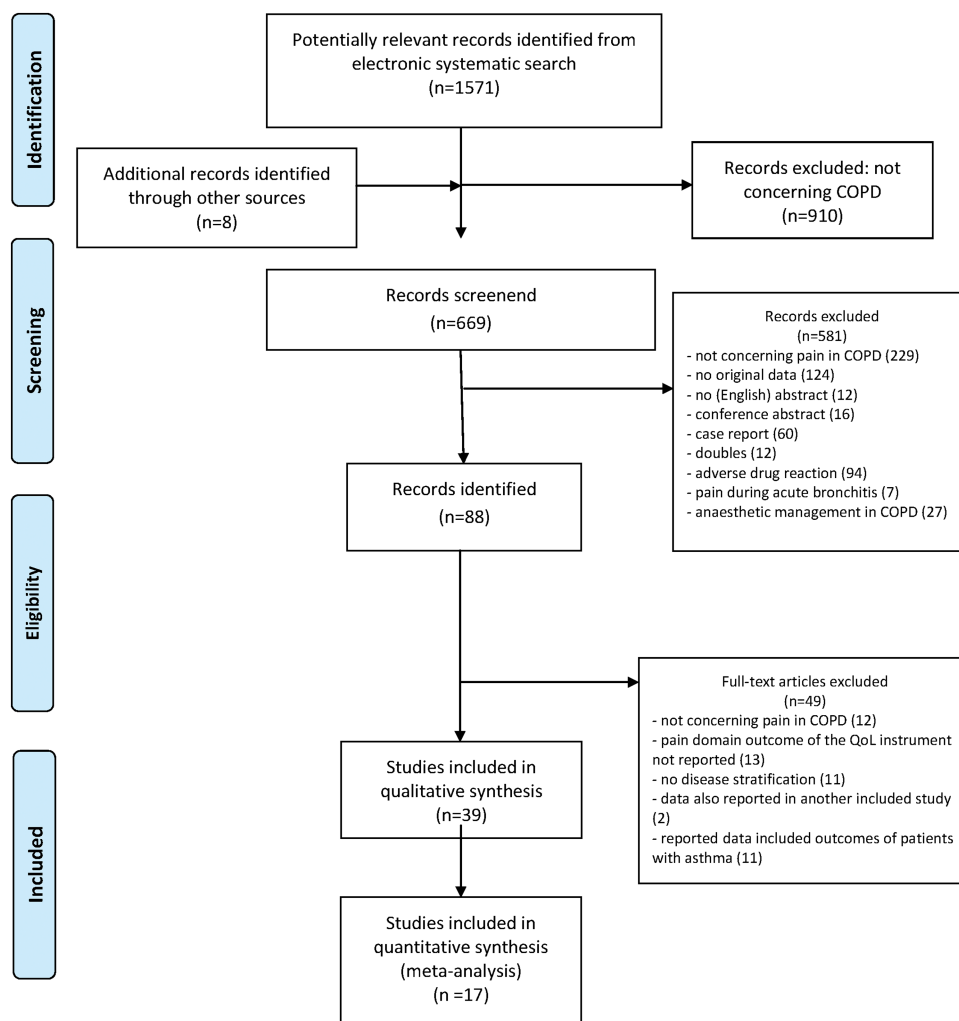 Identification
Potentially relevant records identified from
electronic systematic search
(n=1571)
Additional records identified
through other sources
(n=8)
Records excluded: not
concerning COPD
(n=910)
Screening
Records screenend
(n=669)
Records excluded
(n=581)
- not concerning pain in COPD (229)
- no original data (124)
- no (English) abstract (12)
- conference abstract (16)
- case report (60)
- doubles (12)
- adverse drug reaction (94)
- pain during acute bronchitis (7)
- anaesthetic management in COPD (27)
Records identified
(n=88)
Eligibility
Full-text articles excluded
(n=49)
- not concerning pain in COPD (12)
- pain domain outcome of the QoL instrument
not reported (13)
- no disease stratification (11)
- data also reported in another included study
(2)
- reported data included outcomes of patients
with asthma (11)
Included
Studies included in
qualitative synthesis
(n=39)
Studies included in
quantitative synthesis
(meta-analysis)
(n =17)